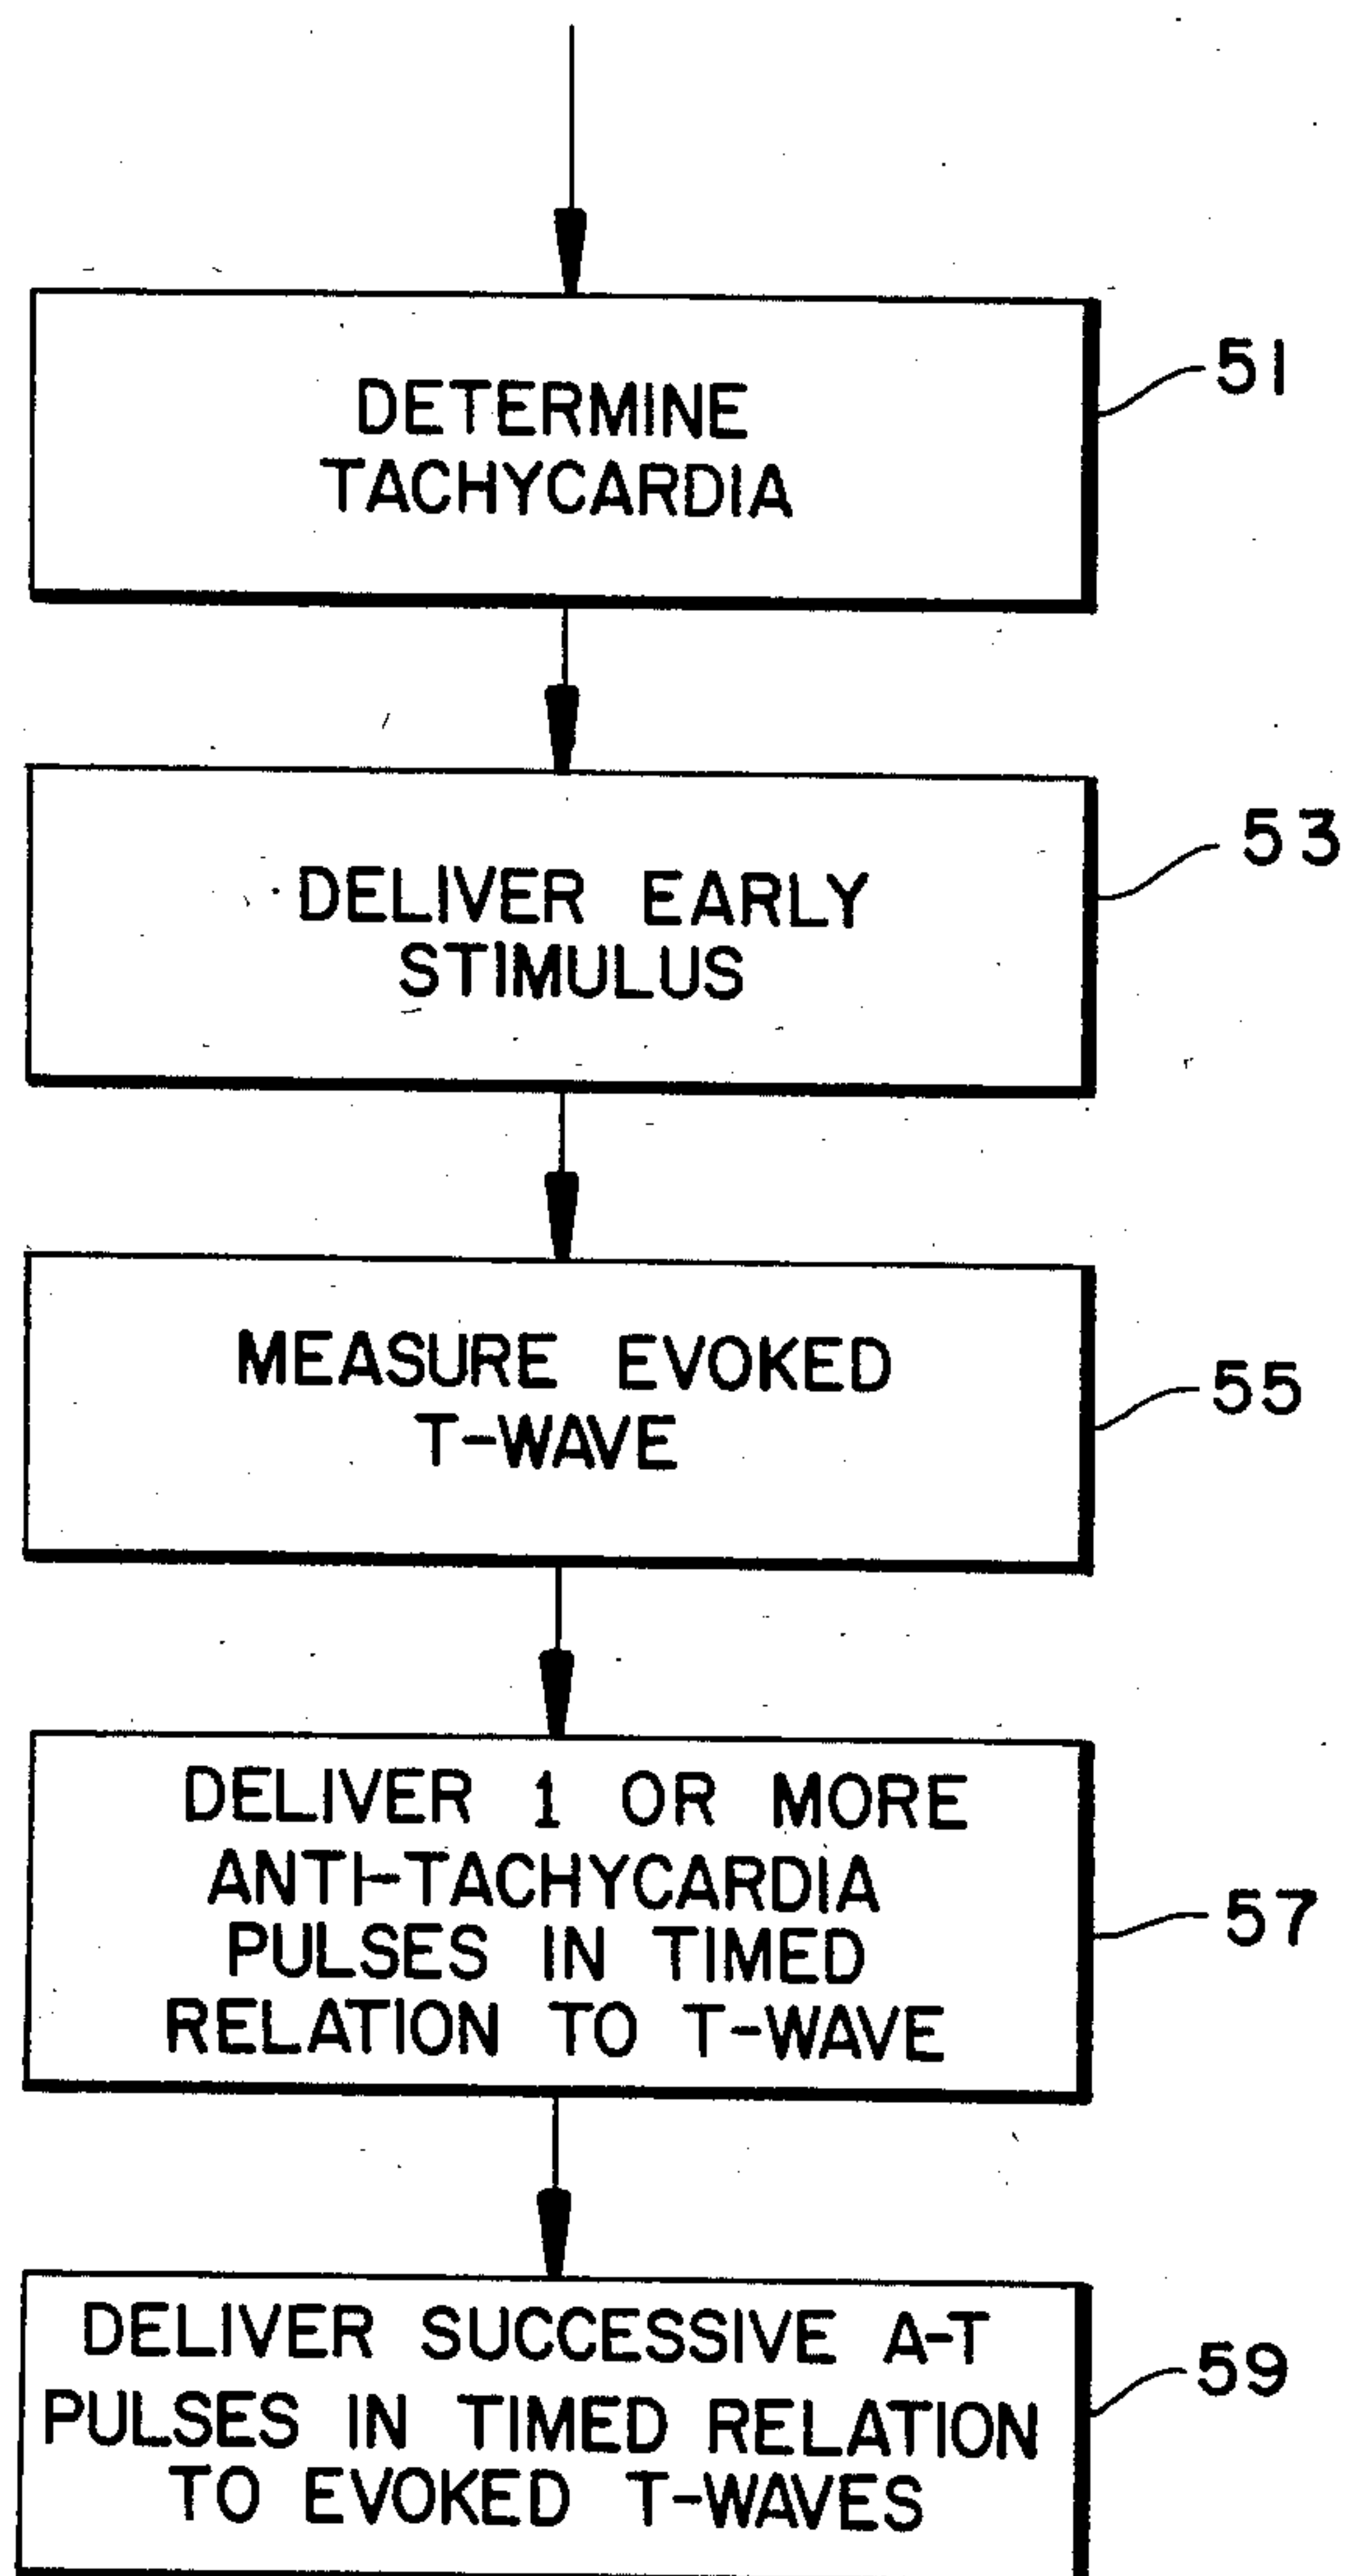 DETERMINE
TACHYCARDIA
51
DELIVER EARLY
STIMULUS
53
MEASURE EVOKED
T-WAVE
55
DELIVER 1 OR MORE
ANTI-TACHYCARDIA
PULSES IN TIMED
RELATION TO T-WAVE
57
DELIVER SUCCESSIVE A-T
PULSES IN TIMED RELATION
TO EVOKED T-WAVES
59